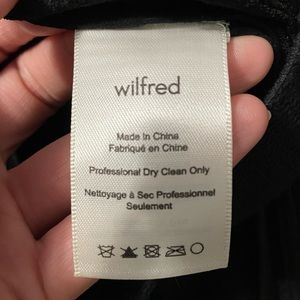 wilfred
Made in China
Fabriqué en Chine
Professional Dry Clean Only
Nettoyage à Sec Professionnel
Seulement